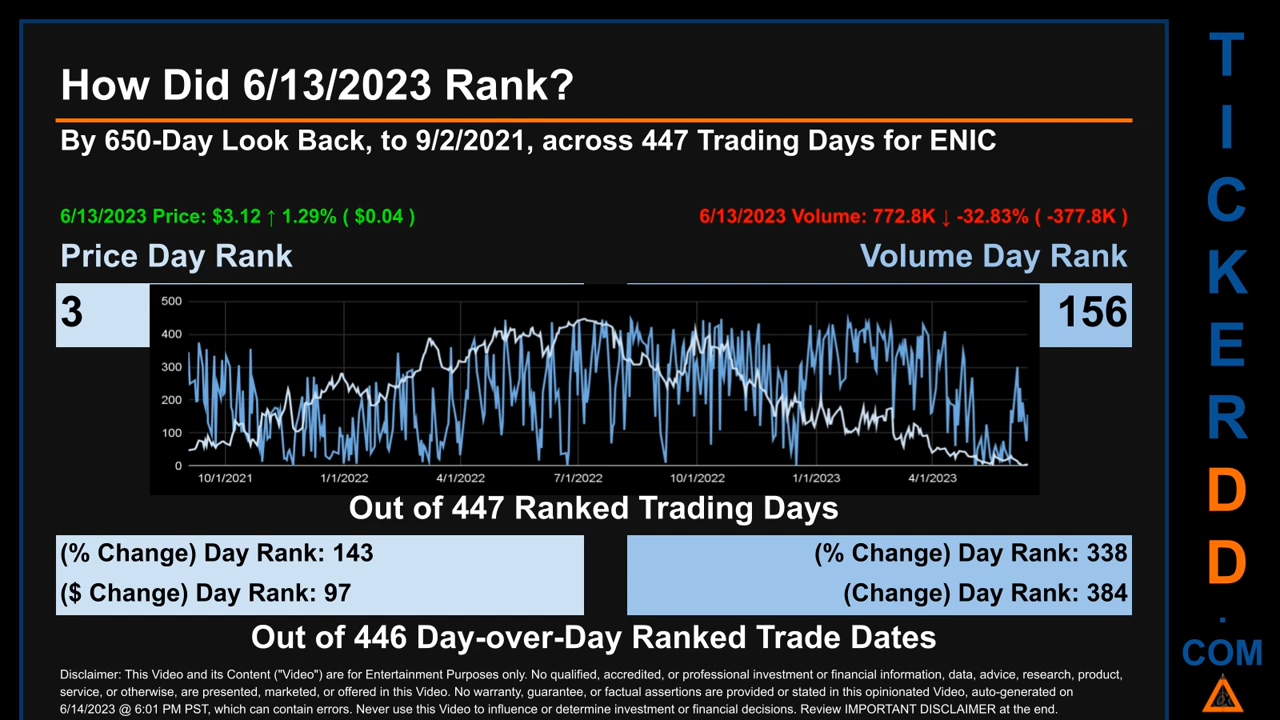 How Did 6/13/2023 Rank?
By 650-Day Look Back, to 9/2/2021, across 447 Trading Days for ENIC
6/13/2023 Price: $3.12 ↑ 1.29% ( $0.04 )
6/13/2023 Volume: 772.8K ↓ -32.83% ( -377.8K )
Price Day Rank
Volume Day Rank
3
156
500
400
300
200
100
0
10/1/2021
1/1/2022
4/1/2022
7/1/2022
10/1/2022
1/1/2023
4/1/2023
Out of 447 Ranked Trading Days
(% Change) Day Rank: 143
($ Change) Day Rank: 97
(% Change) Day Rank: 338
(Change) Day Rank: 384
Out of 446 Day-over-Day Ranked Trade Dates
Disclaimer: This Video and its Content ("Video") are for Entertainment Purposes only. No qualified, accredited, or professional investment or financial information, data, advice, research, product,
service, or otherwise, are presented, marketed, or offered in this Video. No warranty, guarantee, or factual assertions are provided or stated in this opinionated Video, auto-generated on
6/14/2023 @ 6:01 PM PST, which can contain errors. Never use this Video to influence or determine investment or financial decisions. Review IMPORTANT DISCLAIMER at the end.
T
I
C
K
E
R
D
D
.
COM